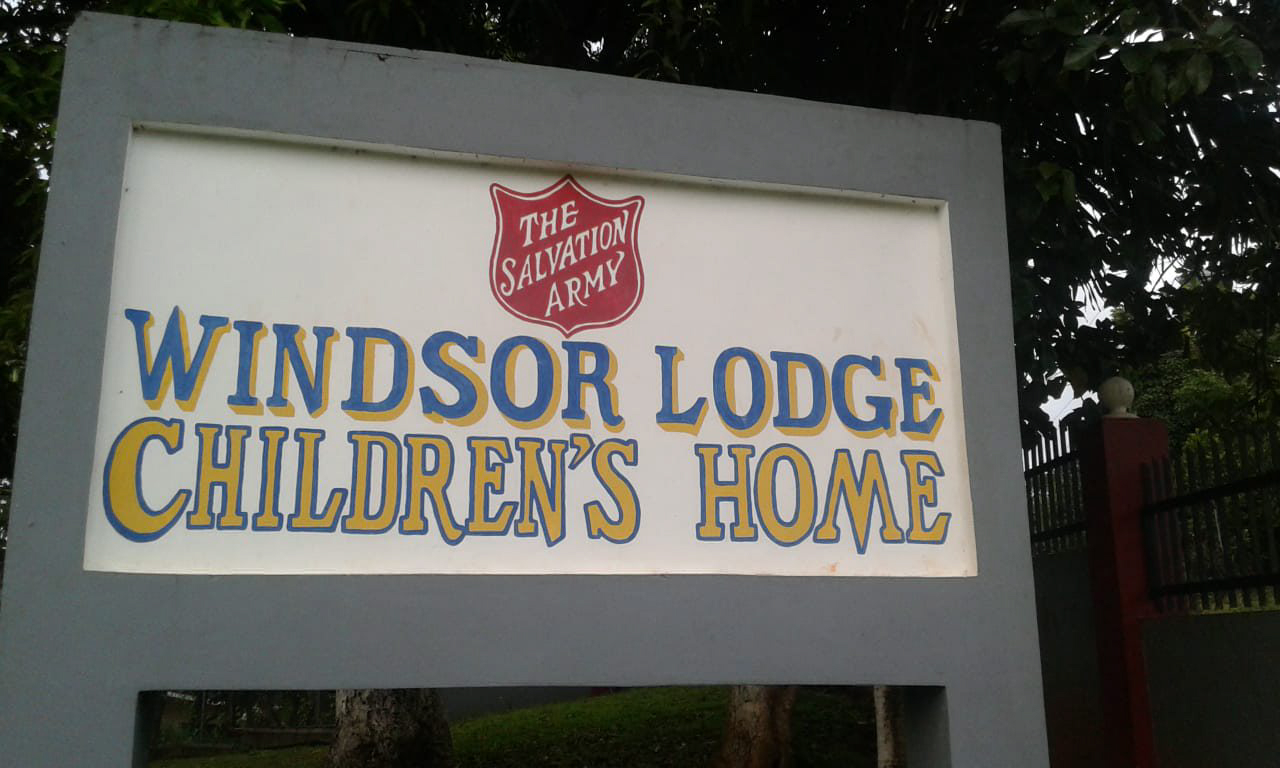 THE
SALVATION
ARMY
WINDSOR LODGE
CHILDREN'S HOME